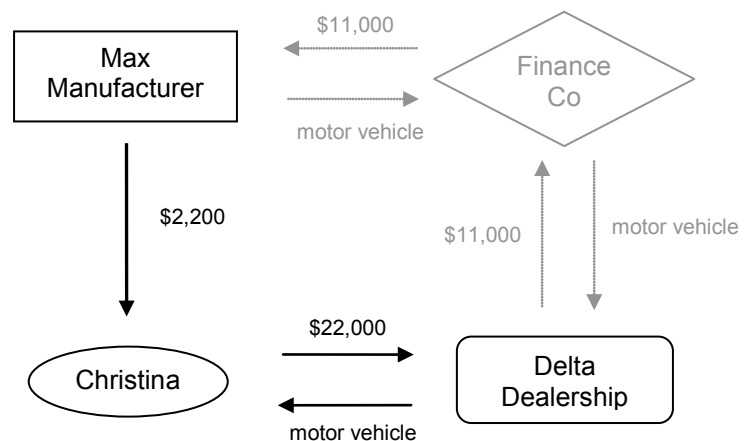 $11,000
Max
Manufacturer
Finance
Co
motor vehicle
$2,200
$11,000
motor vehicle
$22,000
Christina
Delta
Dealership
motor vehicle